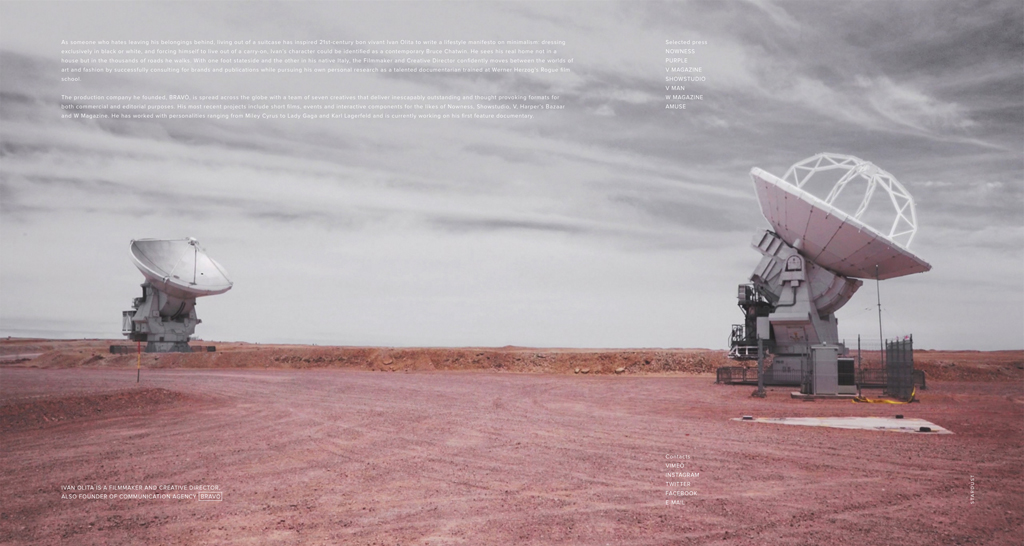 As someone who hates leaving his belongings behind, living out of a suitcase has inspired 21st-century bon vivant Ivan Olita to write a lifestyle manifesto on minimalism: dressing
exclusively in black or white, and forcing himself to live out of a carry-on, Ivan's character could be identified as a contemporary Bruce Chatwin. He sees his real home not in a
house but in the thousands of roads he walks. With one foot stateside and the other in his native Italy, the Filmmaker and Creative Director confidently moves between the worlds of
art and fashion by successfully consulting for brands and publications while pursuing his own personal research as a talented documentarian trained at Werner Herzog's Rogue film
school.
The production company he founded, BRAVÒ, is spread across the globe with a team of seven creatives that deliver inexorably outstanding and thought provoking formats for
both commercial and editorial purposes. His most recent projects include short films, events and interactive components for the likes of Nowness, Showstudio, V, Harper's Bazaar
and W Magazine. He has worked with personalities ranging from Miley Cyrus to Lady Gaga and Karl Lagerfeld and is currently working on his first feature documentary.
Selected press
NOWNESS
PURPLE
V MAGAZINE
SHOWSTUDIO
V MAN
W MAGAZINE
AMUSE
IVAN OLITA IS A FILMMAKER AND CREATIVE DIRECTOR,
ALSO FOUNDER OF COMMUNICATION AGENCY BRAVÒ
Contacts
VIMEO
INSTAGRAM
TWITTER
FACEBOOK
E-MAIL
STARDUST